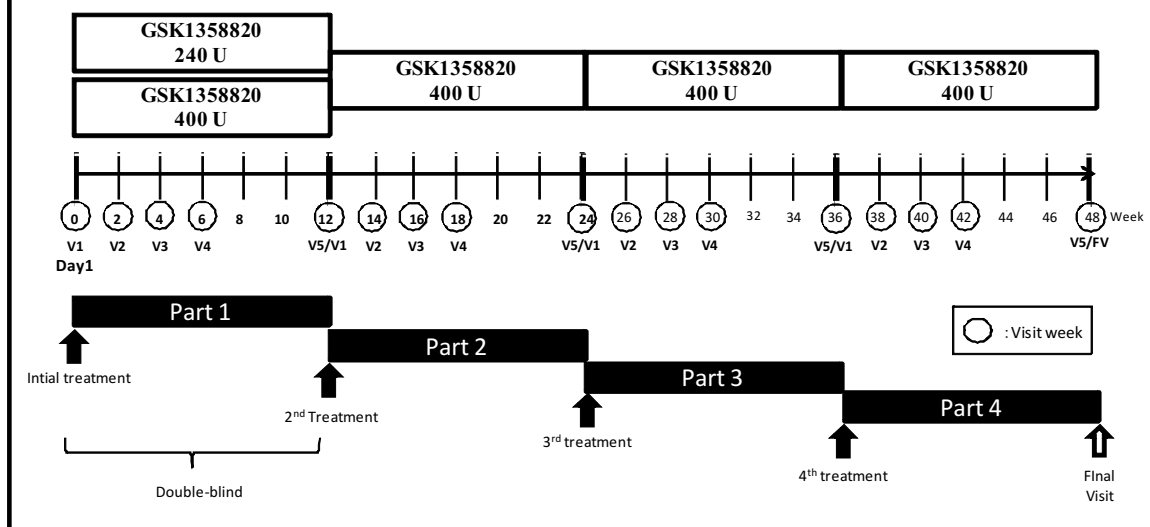 GSK1358820
240 U
GSK1358820
400 U
GSK1358820
400 U
GSK1358820
400 U
GSK1358820
400 U
0 2 4 6 8 10 12 14 16 18 20 22 24 26 28 30 32 34 36 38 40 42 44 46 48 Week
V1 V2 V3 V4 V5/V1 V2 V3 V4 V5/V1 V2 V3 V4 V5/V1 V2 V3 V4 V5/FV
Day1
Part 1
Part 2
Part 3
Part 4
: Visit week
Intial treatment
2nd Treatment
3rd treatment
4th treatment
FInal
Visit
Double-blind